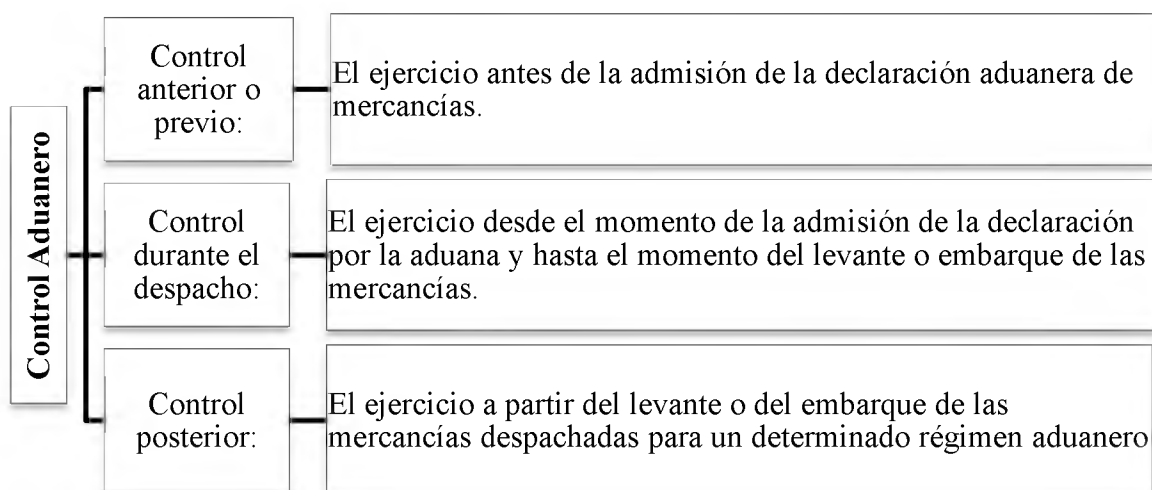 Control Aduanero
Control
anterior o
previo:
El ejercicio antes de la admisión de la declaración aduanera de
mercancías.
Control
durante el
despacho:
El ejercicio desde el momento de la admisión de la declaración
por la aduana y hasta el momento del levante o embarque de las
mercancías.
Control
posterior:
El ejercicio a partir del levante o del embarque de las
mercancías despachadas para un determinado régimen aduanero